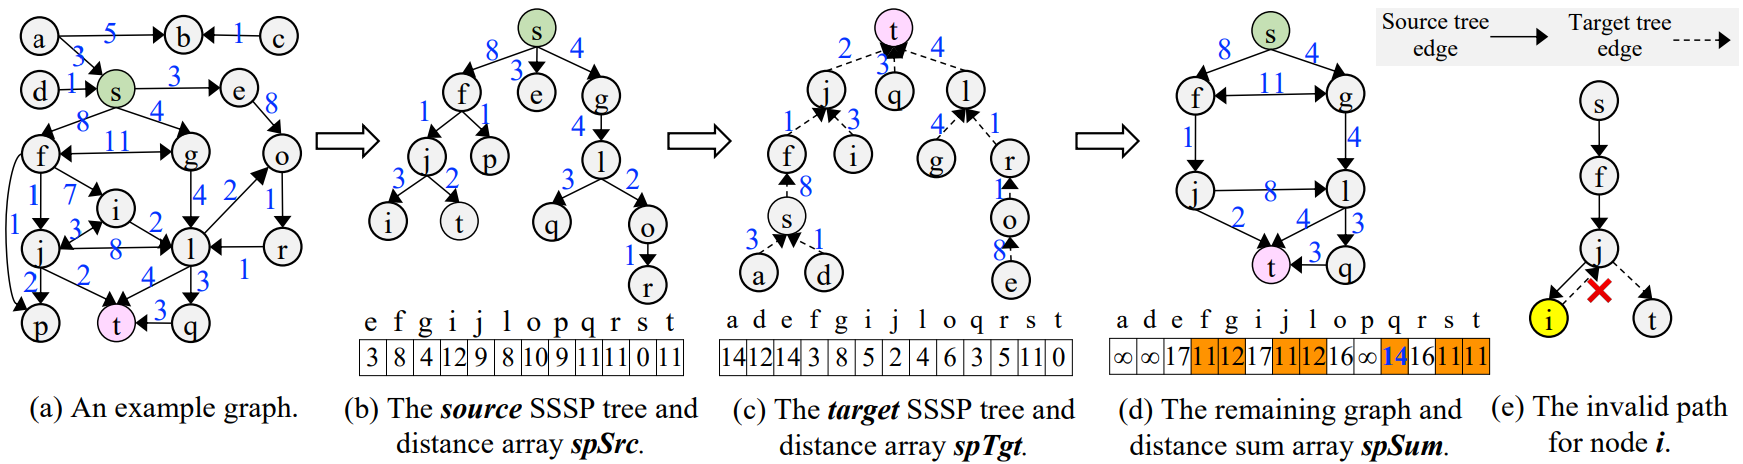 a 5 b 1 c
3
d 1 s 3 e
8 4 8
f 11 g o
1 7 4 2 1
i
1 3 2
j 8 l r
2 2 4 3 1
p t 3 q
(a) An example graph.
s
8 3 4
f e g
1 1 4
j p l
3 2 3 2
i t q o
1
r
e f g i j l o p q r s t
3 8 4 12 9 8 10 9 11 11 0 11
(b) The source SSSP tree and
distance array spSrc.
t
2 3 4
j q l
1 3 4 1
f i g r
8 1
s o
3 1 8
a d e
a d e f g i j l o q r s t
14 12 14 3 8 5 2 4 6 3 5 11 0
(c) The target SSSP tree and
distance array spTgt.
s
8 4
f 11 g
1 4
j 8 l
2 4 3
t 3 q
a d e f g i j l o p q r s t
∞ ∞ 17 11 12 17 11 12 16 ∞ 14 16 11 11
(d) The remaining graph and
distance sum array spSum.
Source tree
edge
Target tree
edge
s
f
j
i t
(e) The invalid path
for node i.